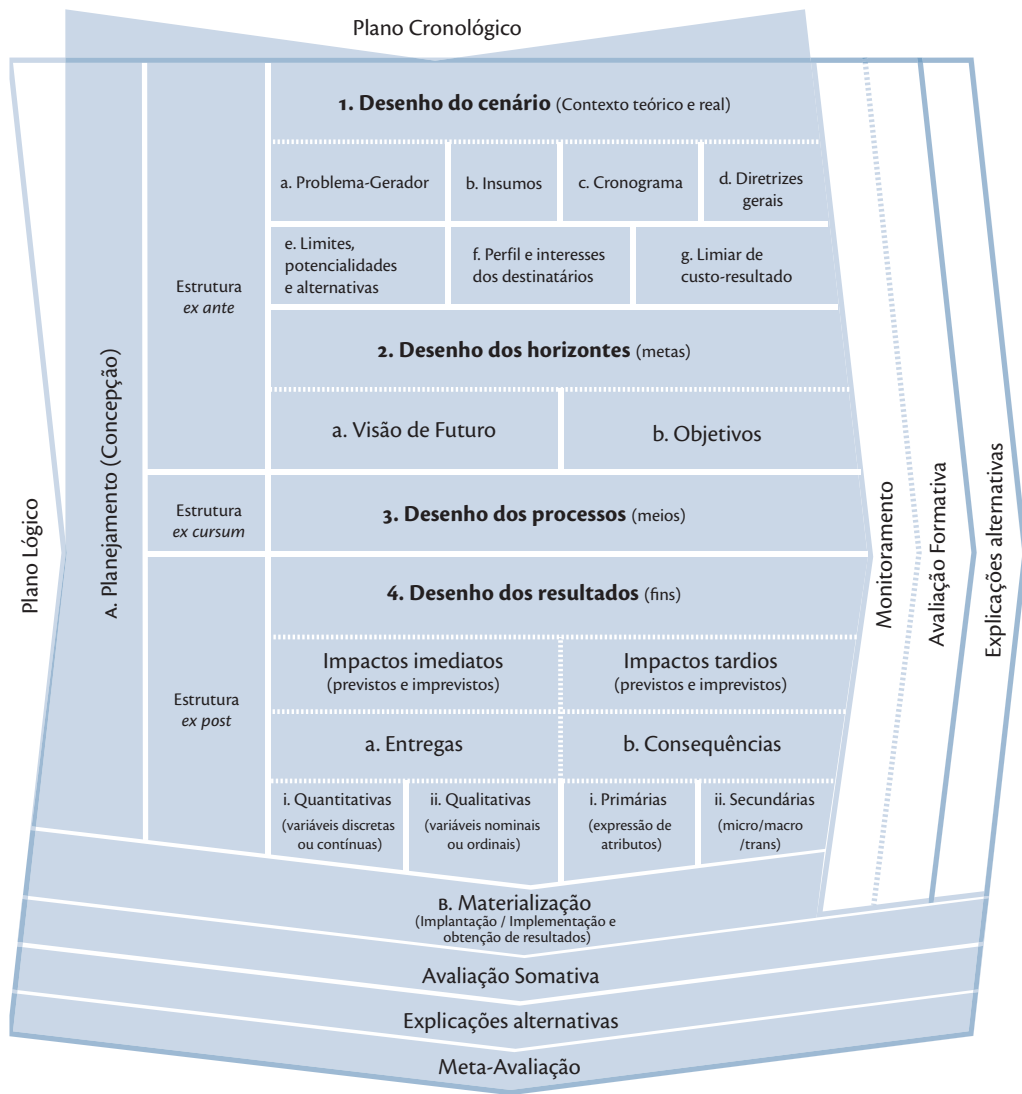 Plano Cronológico
Plano Lógico
A. Planejamento (Concepção)
Estrutura
ex ante
1. Desenho do cenário (Contexto teórico e real)
a. Problema-Gerador
b. Insumos
c. Cronograma
d. Diretrizes
gerais
e. Limites,
potencialidades
e alternativas
f. Perfil e interesses
dos destinatários
g. Limiar de
custo-resultado
2. Desenho dos horizontes (metas)
a. Visão de Futuro
b. Objetivos
Estrutura
ex cursum
3. Desenho dos processos (meios)
Estrutura
ex post
4. Desenho dos resultados (fins)
Impactos imediatos
(previstos e imprevistos)
Impactos tardios
(previstos e imprevistos)
a. Entregas
b. Consequências
i. Quantitativas
(variáveis discretas
ou contínuas)
ii. Qualitativas
(variáveis nominais
ou ordinais)
i. Primárias
(expressão de
atributos)
ii. Secundárias
(micro/macro
/trans)
Monitoramento
Avaliação Formativa
Explicações alternativas
B. Materialização
(Implantação / Implementação e
obtenção de resultados)
Avaliação Somativa
Explicações alternativas
Meta-Avaliação